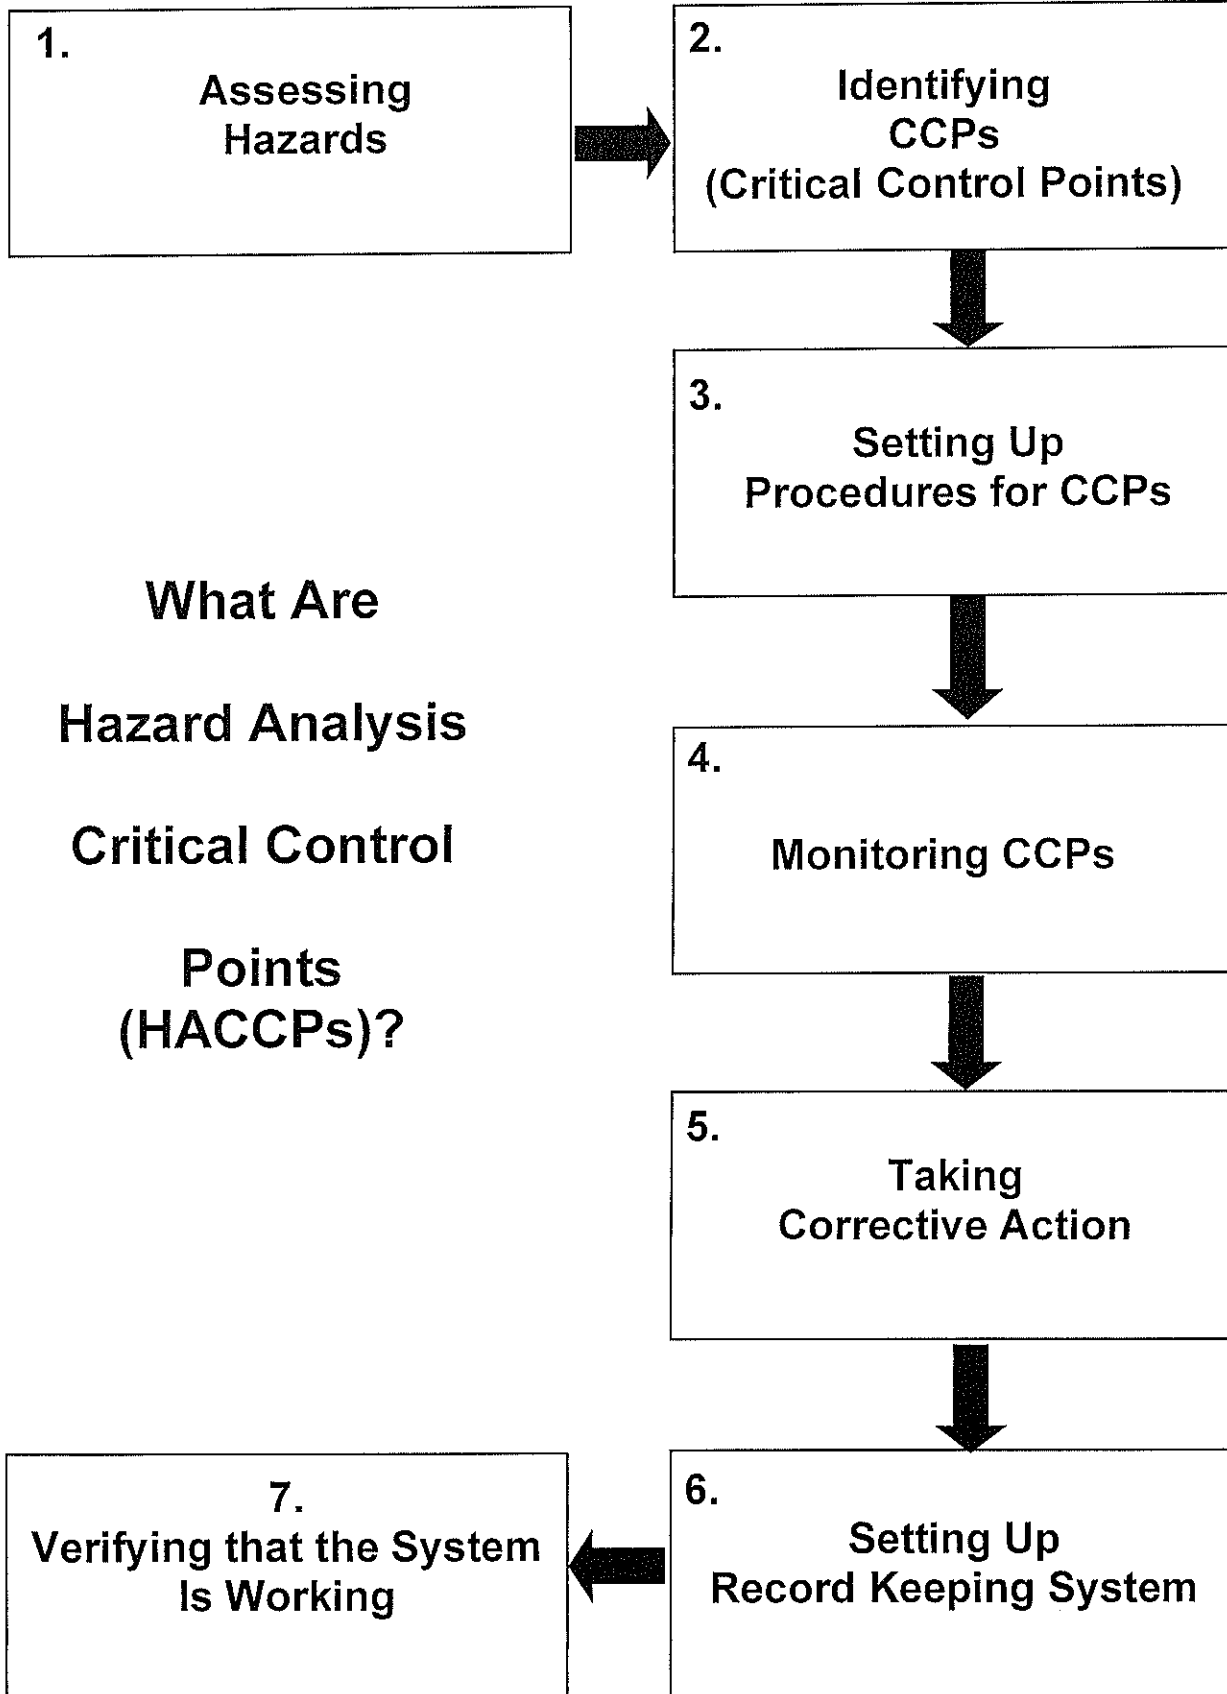 1.
Assessing
Hazards
2.
Identifying
CCPs
(Critical Control Points)
3.
Setting Up
Procedures for CCPs
What Are
Hazard Analysis
Critical Control
Points
(HACCPs)?
4.
Monitoring CCPs
5.
Taking
Corrective Action
6.
Setting Up
Record Keeping System
7.
Verifying that the System
Is Working